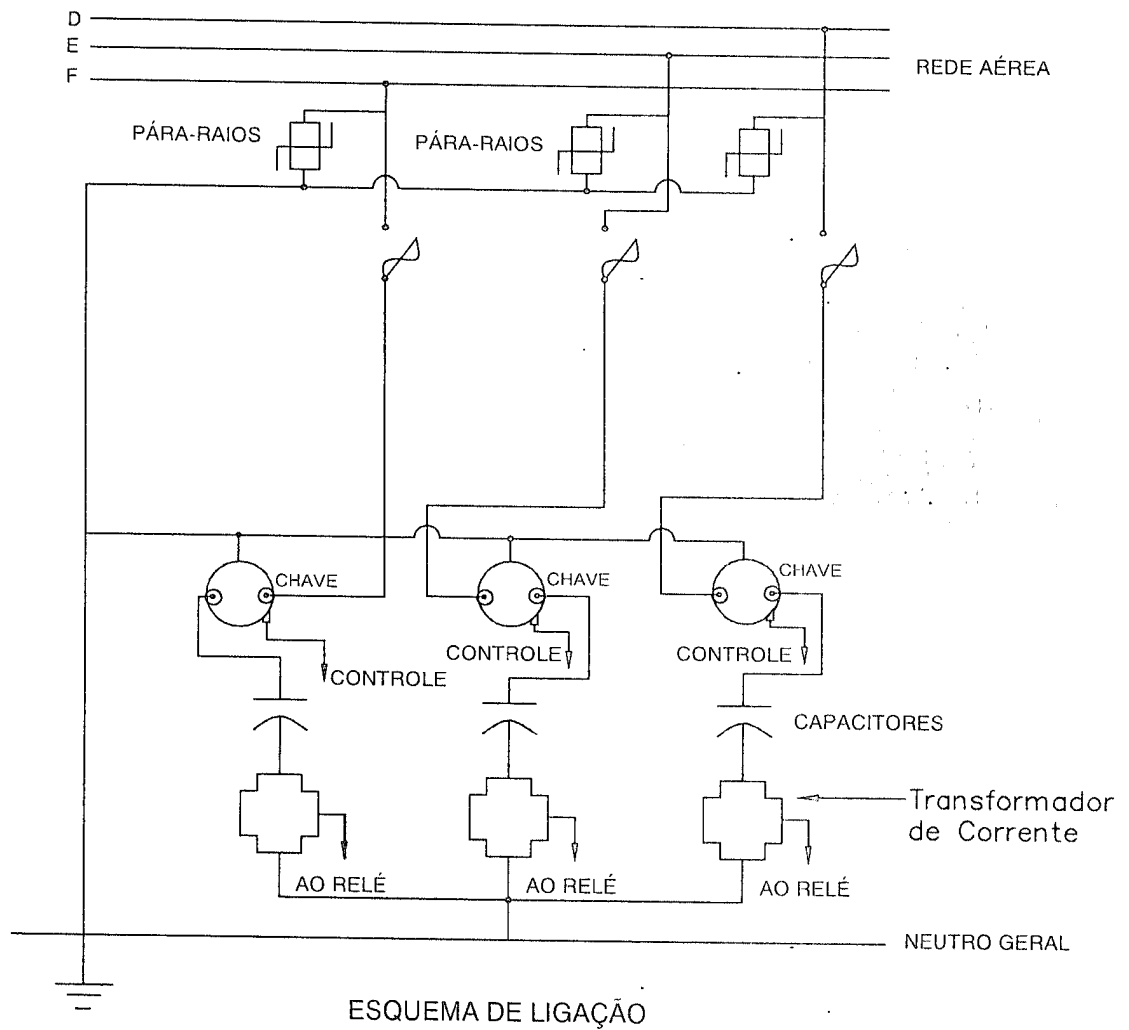 D
E
F
REDE AÉREA
PÁRA-RAIOS
PÁRA-RAIOS
CHAVE
CHAVE
CHAVE
CONTROLE
CONTROLE
CONTROLE
CAPACITORES
Transformador
de Corrente
AO RELÉ
AO RELÉ
AO RELÉ
NEUTRO GERAL
ESQUEMA DE LIGAÇÃO